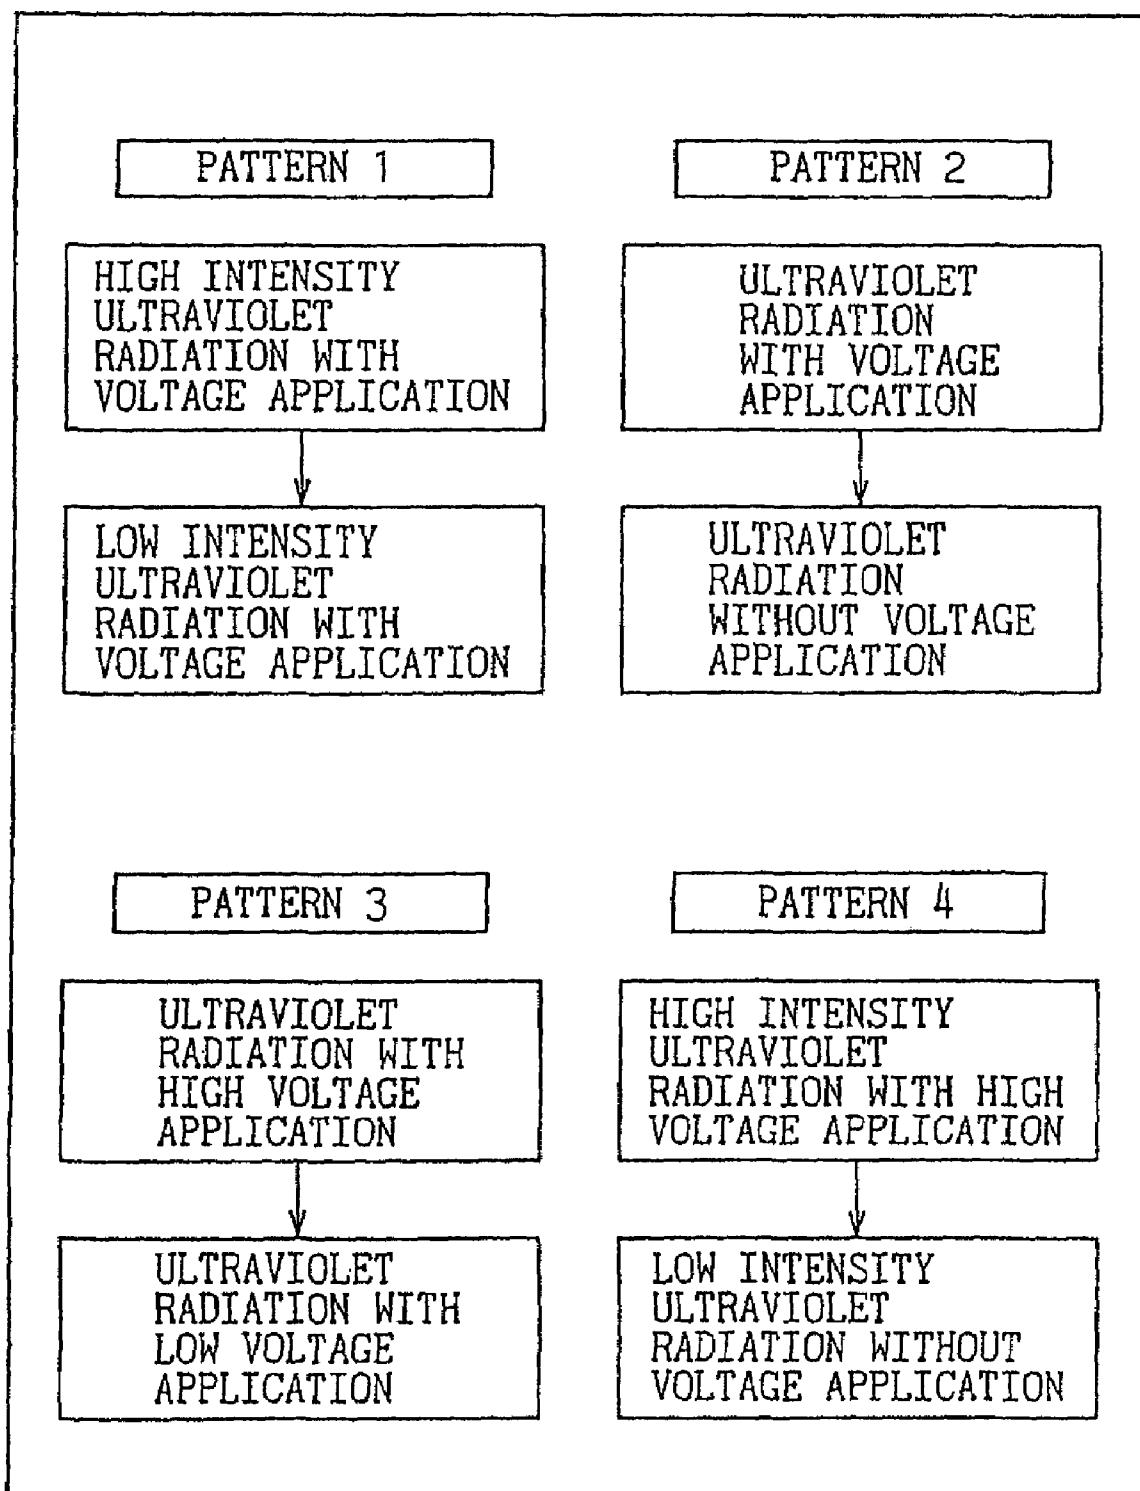 PATTERN 1
HIGH INTENSITY
ULTRAVIOLET
RADIATION WITH
VOLTAGE APPLICATION
LOW INTENSITY
ULTRAVIOLET
RADIATION WITH
VOLTAGE APPLICATION
PATTERN 2
ULTRAVIOLET
RADIATION
WITH VOLTAGE
APPLICATION
ULTRAVIOLET
RADIATION
WITHOUT VOLTAGE
APPLICATION
PATTERN 3
ULTRAVIOLET
RADIATION WITH
HIGH VOLTAGE
APPLICATION
ULTRAVIOLET
RADIATION WITH
LOW VOLTAGE
APPLICATION
PATTERN 4
HIGH INTENSITY
ULTRAVIOLET
RADIATION WITH HIGH
VOLTAGE APPLICATION
LOW INTENSITY
ULTRAVIOLET
RADIATION WITHOUT
VOLTAGE APPLICATION